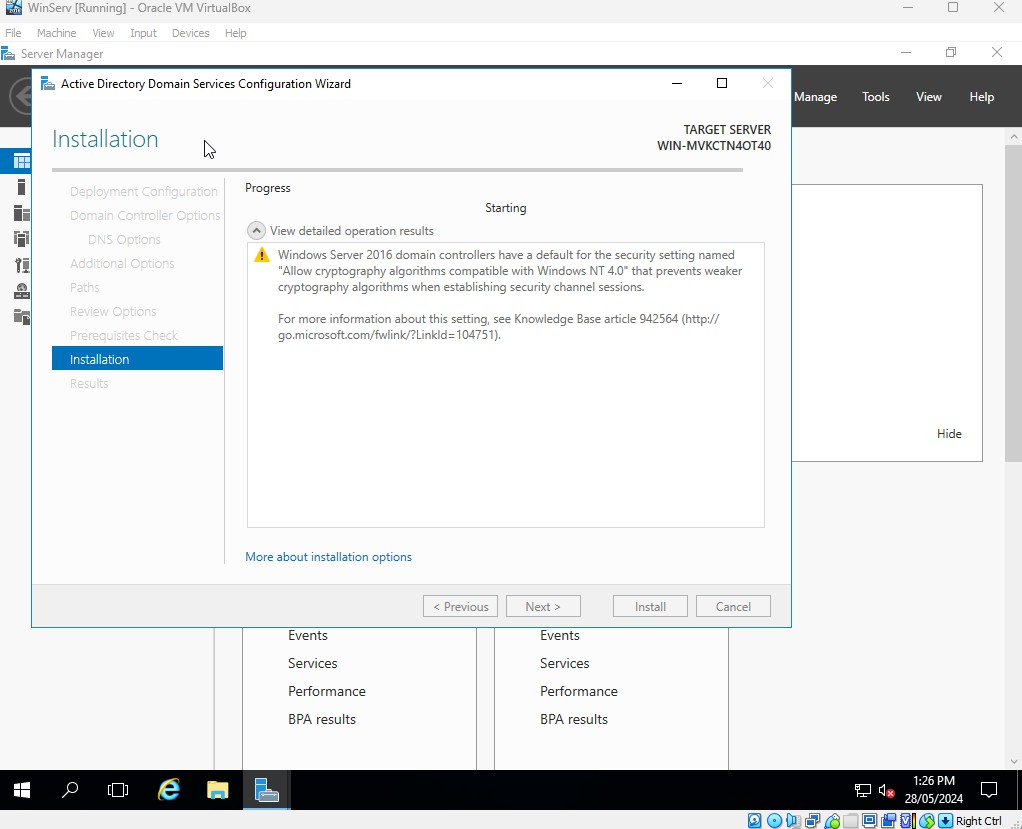 WinServ [Running] - Oracle VM VirtualBox
File Machine View Input Devices Help
Server Manager
Active Directory Domain Services Configuration Wizard
Manage Tools View Help
Installation
TARGET SERVER
WIN-MVKCTN4OT40
Deployment Configuration
Domain Controller Options
DNS Options
Additional Options
Paths
Review Options
Prerequisites Check
Installation
Results
Progress
Starting
View detailed operation results
Windows Server 2016 domain controllers have a default for the security setting named
"Allow cryptography algorithms compatible with Windows NT 4.0" that prevents weaker
cryptography algorithms when establishing security channel sessions.
For more information about this setting, see Knowledge Base article 942564 (http://
go.microsoft.com/fwlink/?LinkId=104751).
More about installation options
< Previous Next > Install Cancel
Hide
Events Events
Services Services
Performance Performance
BPA results BPA results
1:26 PM
28/05/2024
Right Ctrl